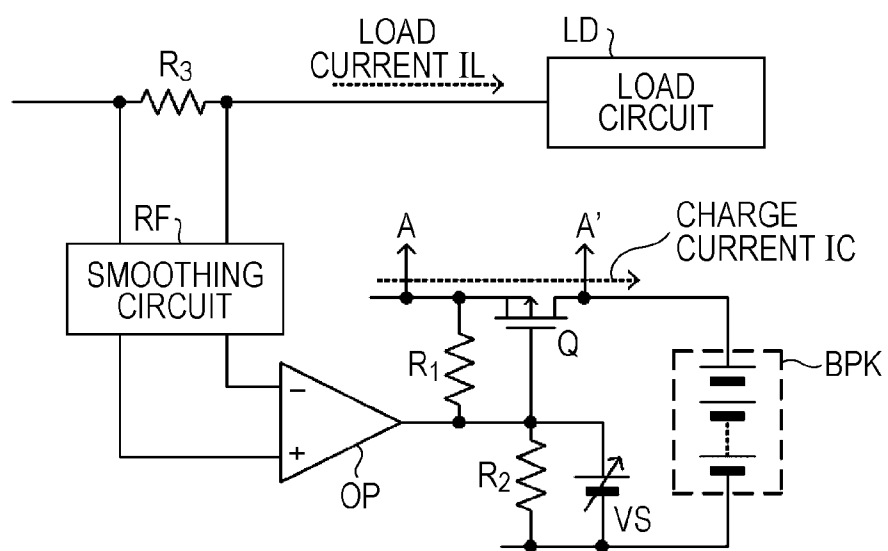 LOAD
CURRENT IL
LD
R3
LOAD
CIRCUIT
RF
A
A'
CHARGE
CURRENT IC
SMOOTHING
CIRCUIT
Q
R1
BPK
−
+
OP
R2
VS